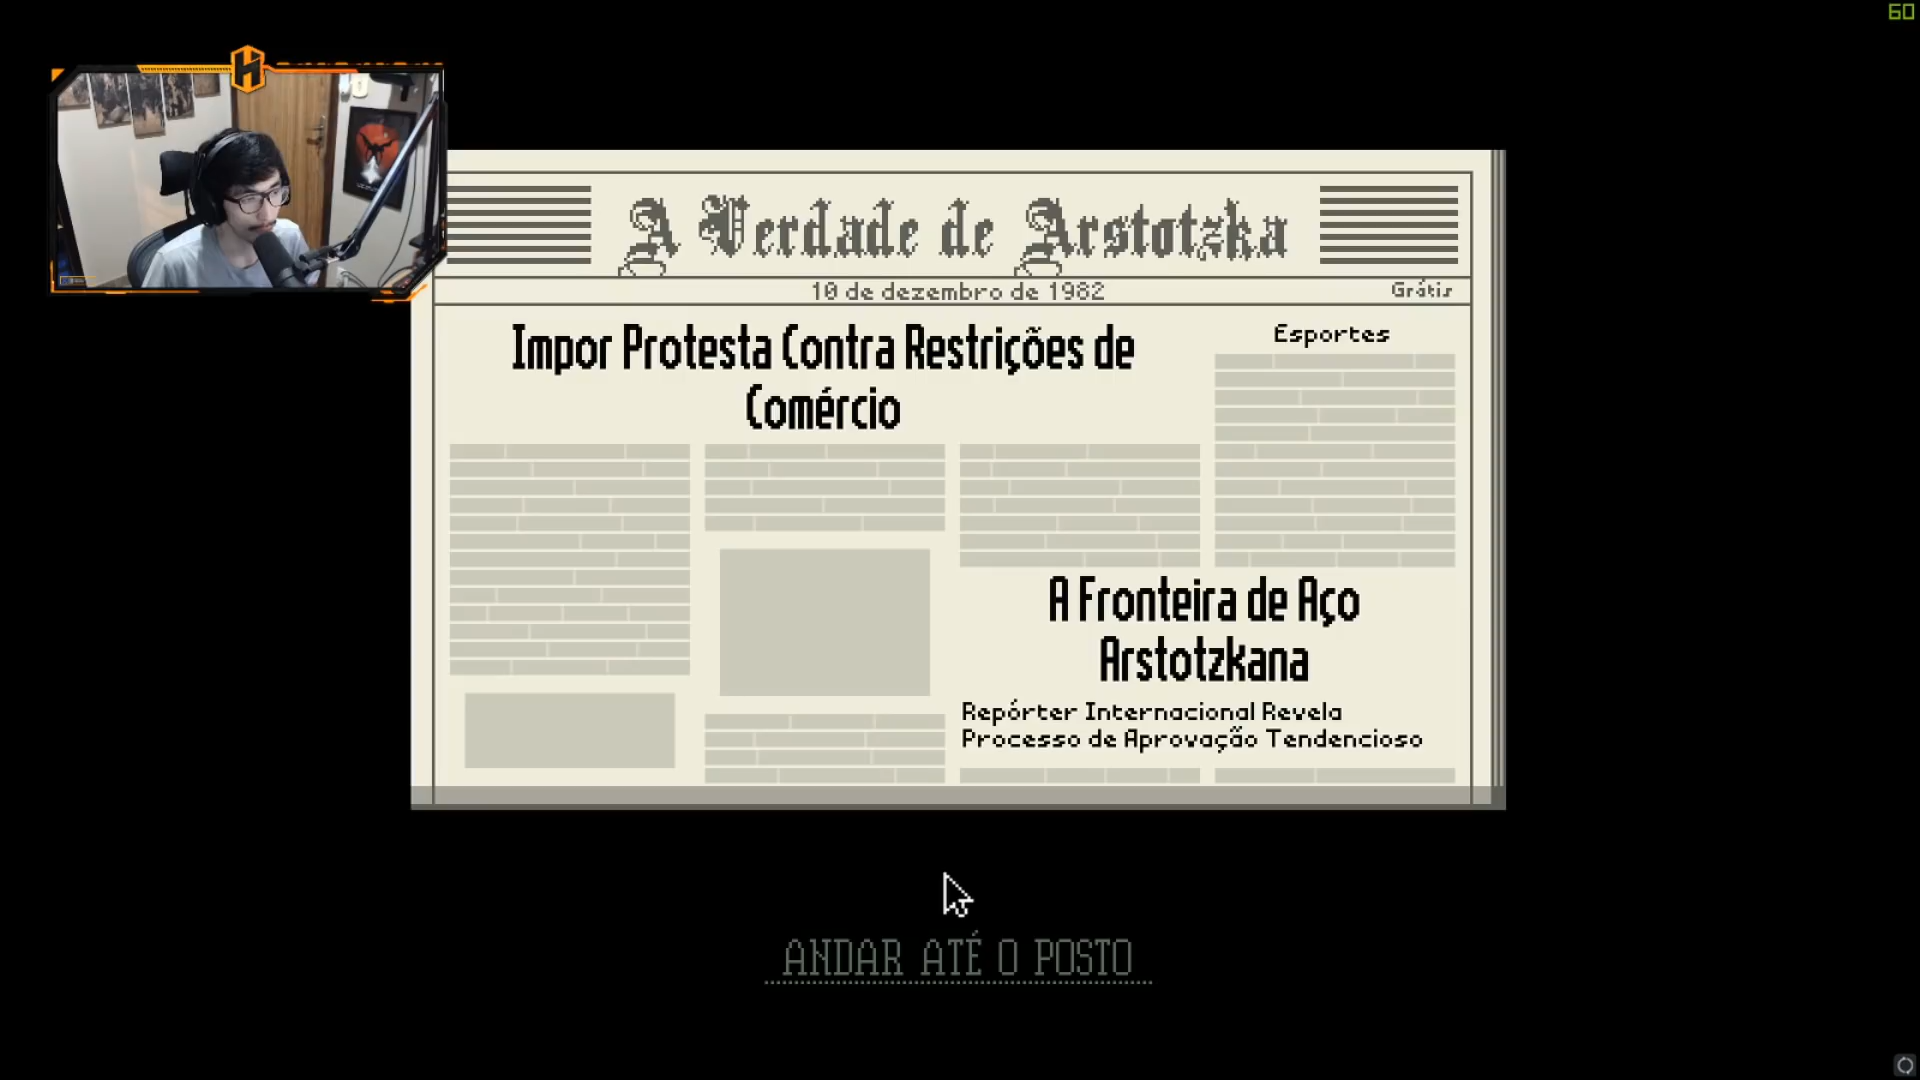 60
A Verdade de Arstotzka
10 de dezembro de 1982
Grátis
Impor Protesta Contra Restrições de
Comércio
Esportes
A Fronteira de Aço
Arstotzkana
Repórter Internacional Revela
Processo de Aprovação Tendencioso
ANDAR ATÉ O POSTO